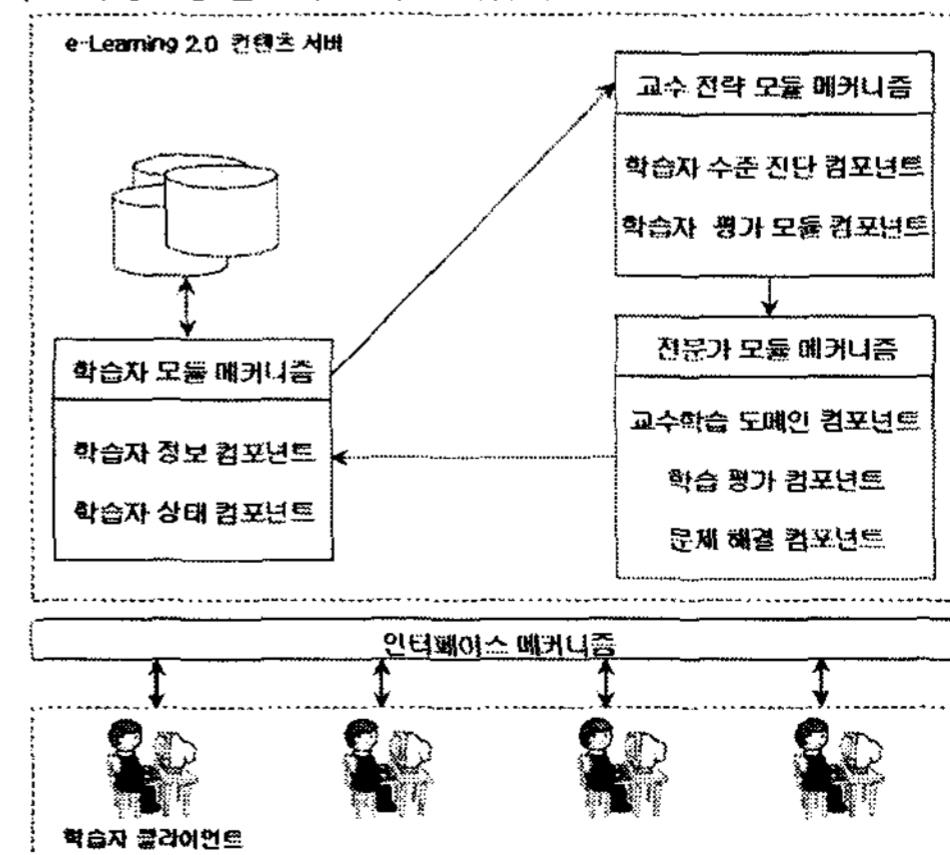 e-Learning 2.0 컨텐츠 서버
교수 전략 모듈 메커니즘
학습자 수준 진단 컴포넌트
학습자 평가 모듈 컴포넌트
학습자 모듈 메커니즘
학습자 정보 컴포넌트
학습자 상태 컴포넌트
전문가 모듈 메커니즘
교수학습 도메인 컴포넌트
학습 평가 컴포넌트
문제 해결 컴포넌트
인터페이스 메커니즘
학습자 클라이언트